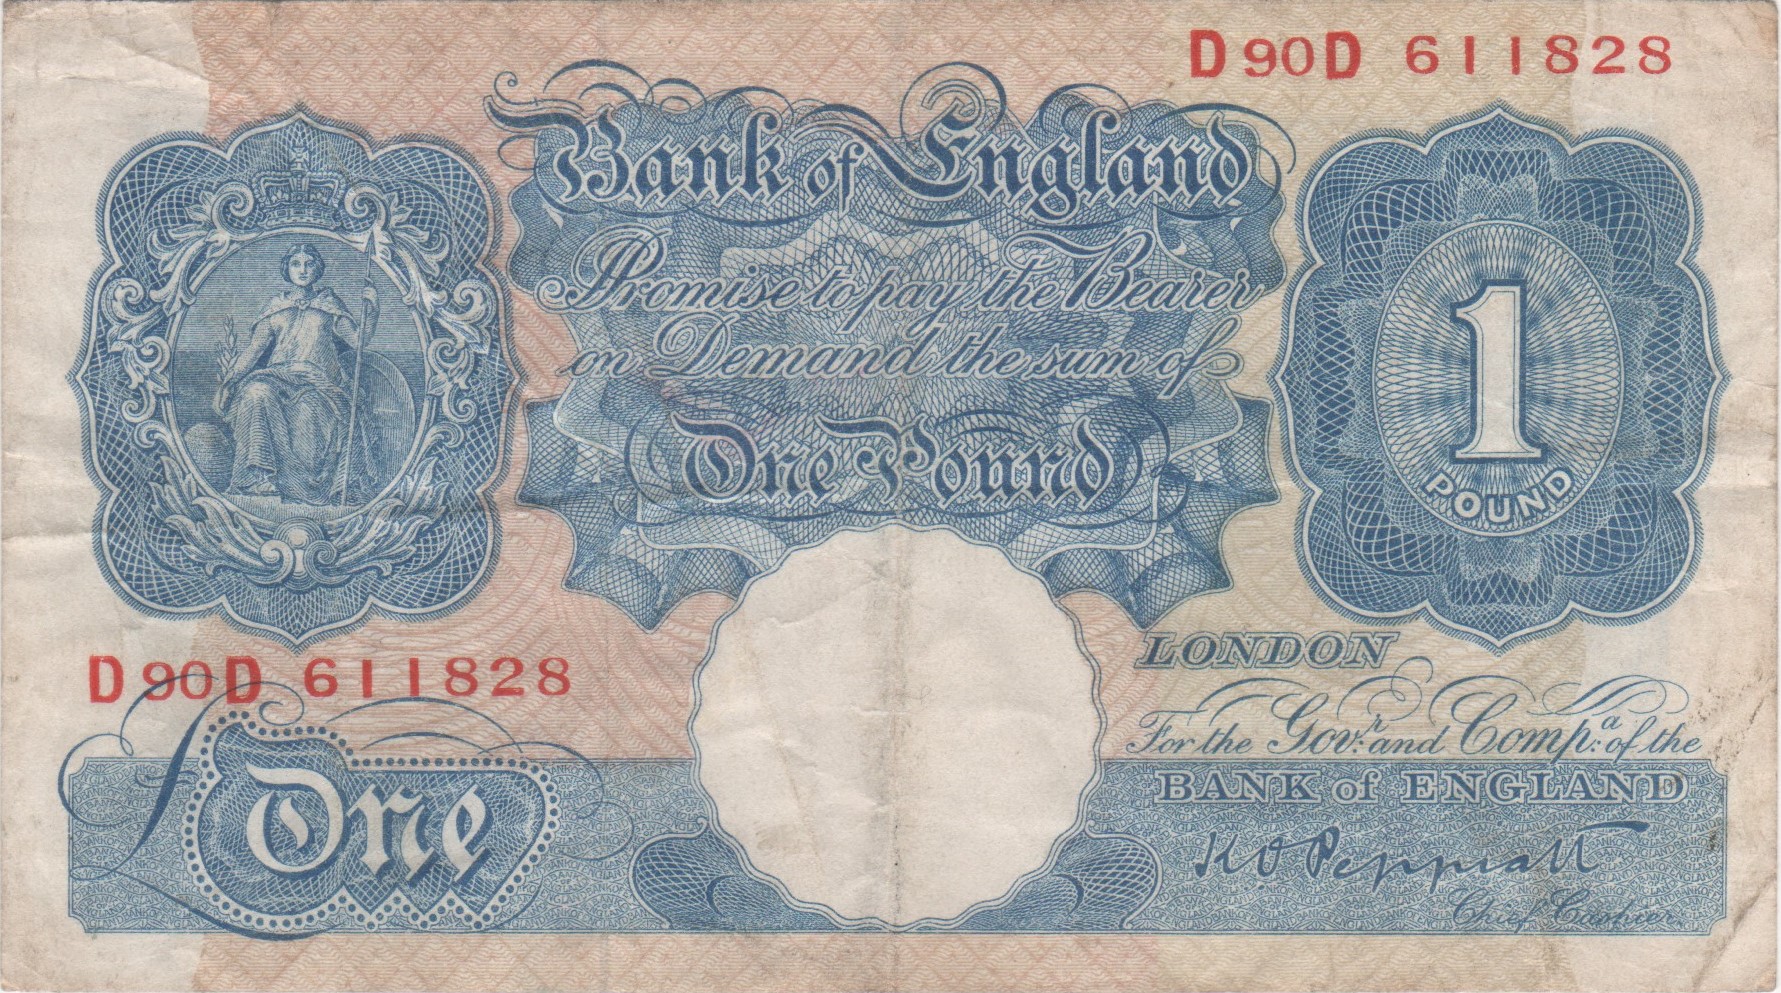 D90D 611828
Bank of England
Promise to pay the Bearer
on Demand the sum of
One Pound
1
POUND
LONDON
D90D 611828
For the Govr. and Compa. of the
BANK of ENGLAND
£One
K O Peppiatt
Chief Cashier.